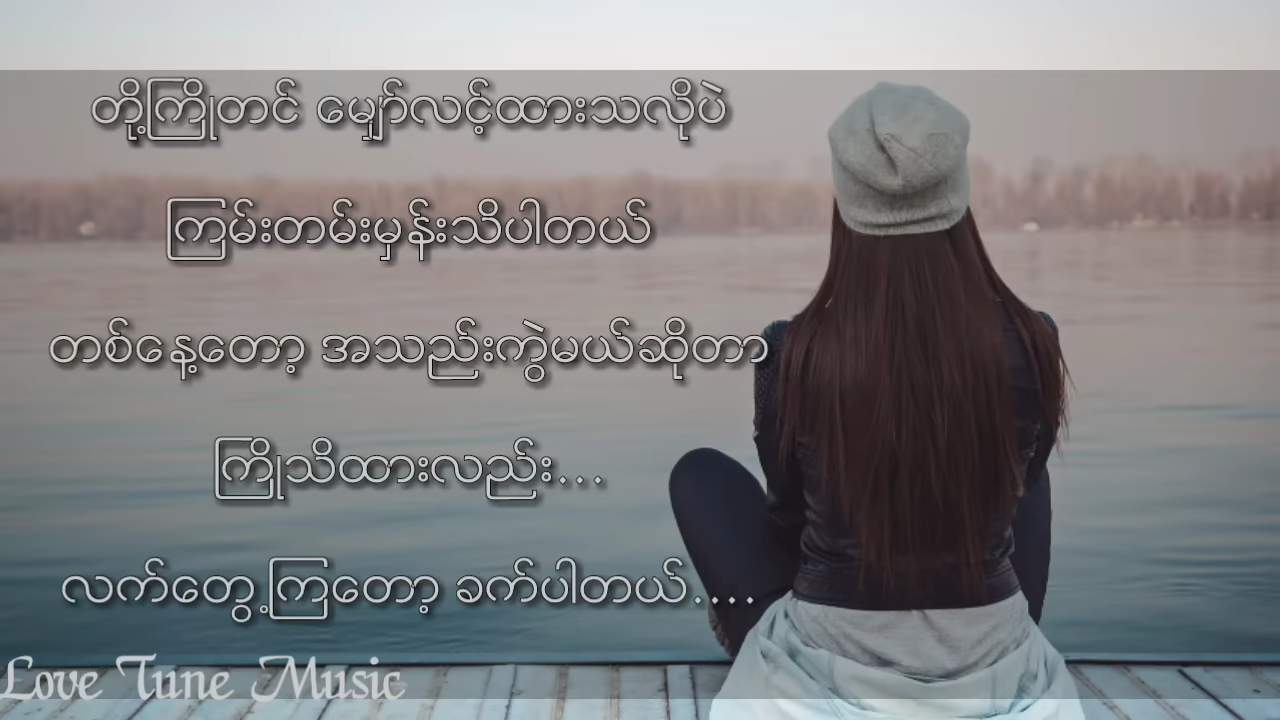 တို့ကြိုတင် မျှော်လင့်ထားသလိုပဲ
ကြမ်းတမ်းမှန်းသိပါတယ်
တစ်နေ့တော့ အသည်းကွဲမယ်ဆိုတာ
ကြိုသိထားလည်း...
လက်တွေ့ကြတော့ ခက်ပါတယ်....
Love Tune Music